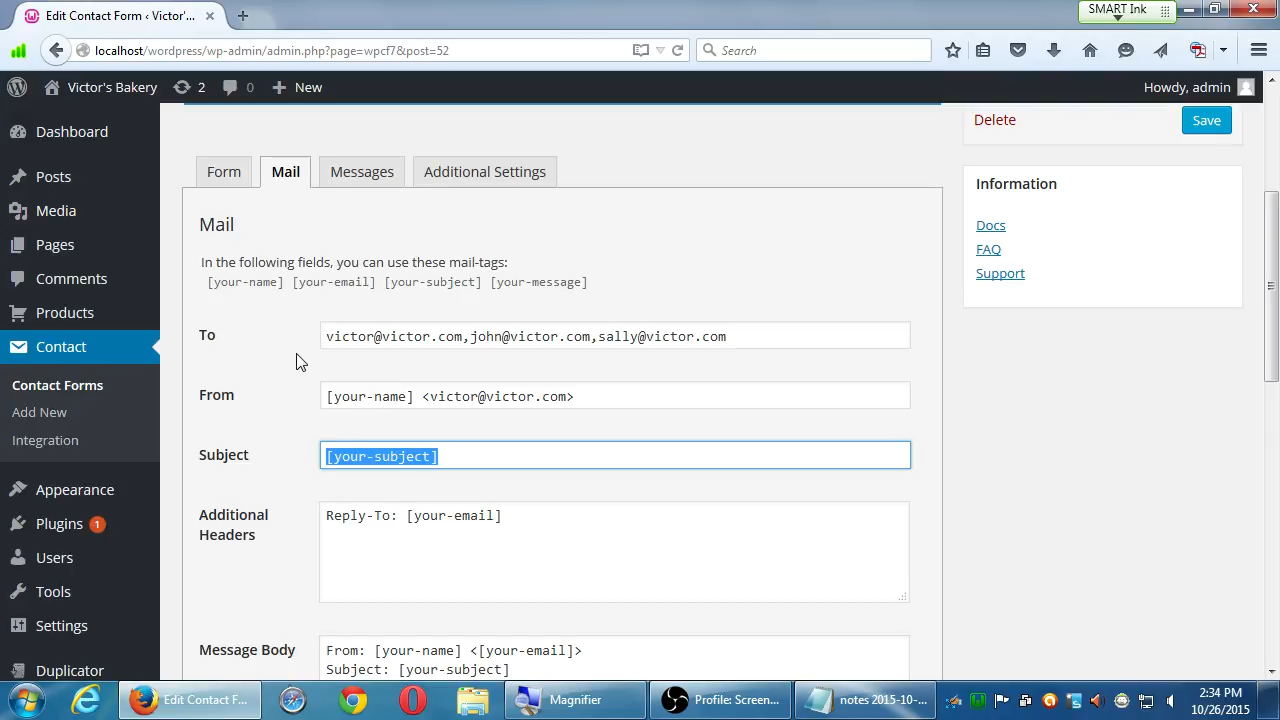 Edit Contact Form ‹ Victor'...
SMART Ink
localhost/wordpress/wp-admin/admin.php?page=wpcf7&post=52
Search
Victor's Bakery
2
0
New
Howdy, admin
Dashboard
Posts
Media
Pages
Comments
Products
Contact
Contact Forms
Add New
Integration
Appearance
Plugins 1
Users
Tools
Settings
Duplicator
Delete
Save
Form
Mail
Messages
Additional Settings
Information
Docs
FAQ
Support
Mail
In the following fields, you can use these mail-tags:
[your-name] [your-email] [your-subject] [your-message]
To
victor@victor.com,john@victor.com,sally@victor.com
From
[your-name] <victor@victor.com>
Subject
[your-subject]
Additional
Headers
Reply-To: [your-email]
Message Body
From: [your-name] <[your-email]>
Subject: [your-subject]
Edit Contact F...
Magnifier
Profile: Screen...
notes 2015-10-...
2:34 PM
10/26/2015